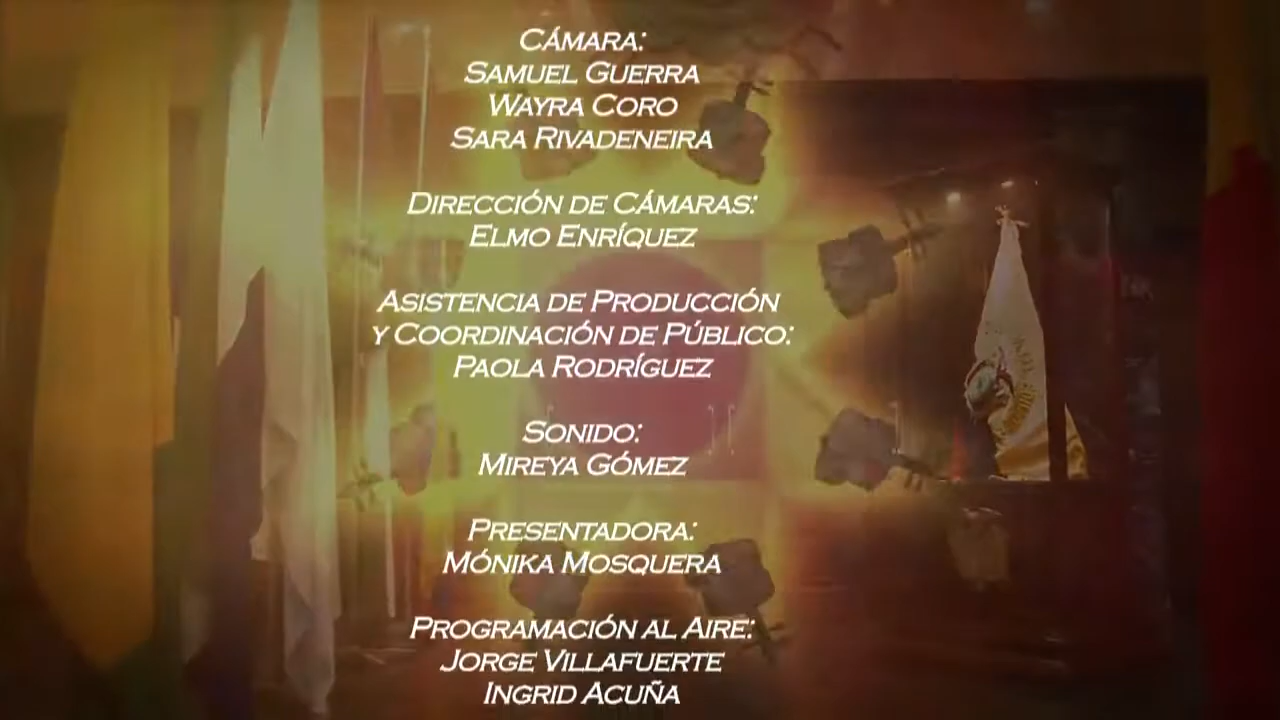 CÁMARA:
SAMUEL GUERRA
WAYRA CORO
SARA RIVADENEIRA
DIRECCIÓN DE CÁMARAS:
ELMO ENRÍQUEZ
ASISTENCIA DE PRODUCCIÓN
Y COORDINACIÓN DE PÚBLICO:
PAOLA RODRÍGUEZ
SONIDO:
MIREYA GÓMEZ
PRESENTADORA:
MÓNIKA MOSQUERA
PROGRAMACIÓN AL AIRE:
JORGE VILLAFUERTE
INGRID ACUÑA